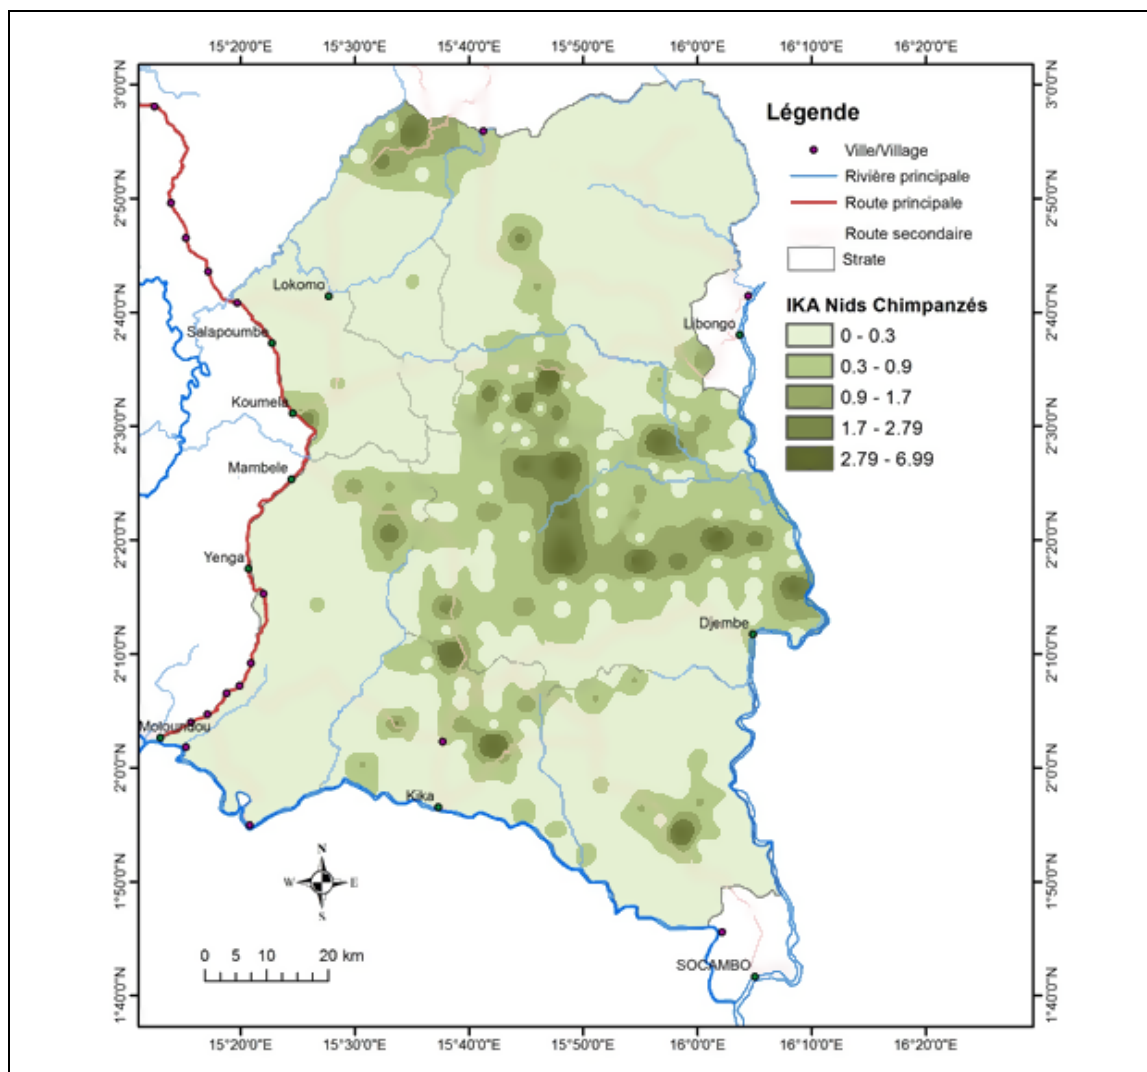 15°20'0"E 15°30'0"E 15°40'0"E 15°50'0"E 16°0'0"E 16°10'0"E 16°20'0"E
3°0'0"N 3°0'0"N
Légende
Ville/Village
Rivière principale
2°50'0"N 2°50'0"N
Route principale
Route secondaire
Strate
Lokomo
IKA Nids Chimpanzés
2°40'0"N 2°40'0"N
Salapoumbe
Libongo
0 - 0.3
0.3 - 0.9
0.9 - 1.7
Koumela
2°30'0"N 2°30'0"N
1.7 - 2.79
2.79 - 6.99
Mambele
2°20'0"N 2°20'0"N
Yenga
Djembe
2°10'0"N 2°10'0"N
Moloundou
2°0'0"N 2°0'0"N
Kika
N
W E
S
1°50'0"N 1°50'0"N
0 5 10 20 km
SOCAMBO
1°40'0"N 1°40'0"N
15°20'0"E 15°30'0"E 15°40'0"E 15°50'0"E 16°0'0"E 16°10'0"E 16°20'0"E